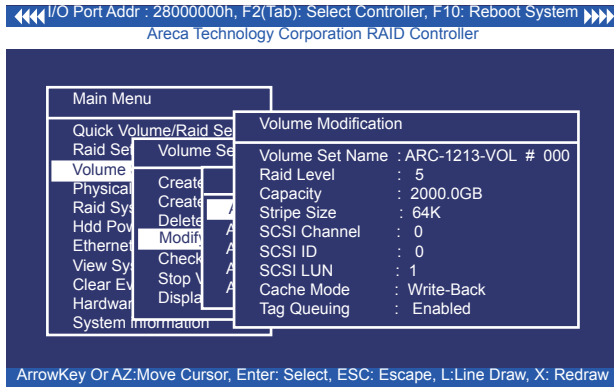 I/O Port Addr : 28000000h, F2(Tab): Select Controller, F10: Reboot System
Areca Technology Corporation RAID Controller
Main Menu
Quick Volume/Raid Se
Raid Set
Volume
Physical
Raid Sys
Hdd Pow
Ethernet
View Sy
Clear Ev
Hardwar
System Information
Volume Se
Create
Create
Delete
Modify
Check
Stop V
Displa
A
A
A
A
A
Volume Modification
Volume Set Name : ARC-1213-VOL # 000
Raid Level : 5
Capacity : 2000.0GB
Stripe Size : 64K
SCSI Channel : 0
SCSI ID : 0
SCSI LUN : 1
Cache Mode : Write-Back
Tag Queuing : Enabled
ArrowKey Or AZ:Move Cursor, Enter: Select, ESC: Escape, L:Line Draw, X: Redraw